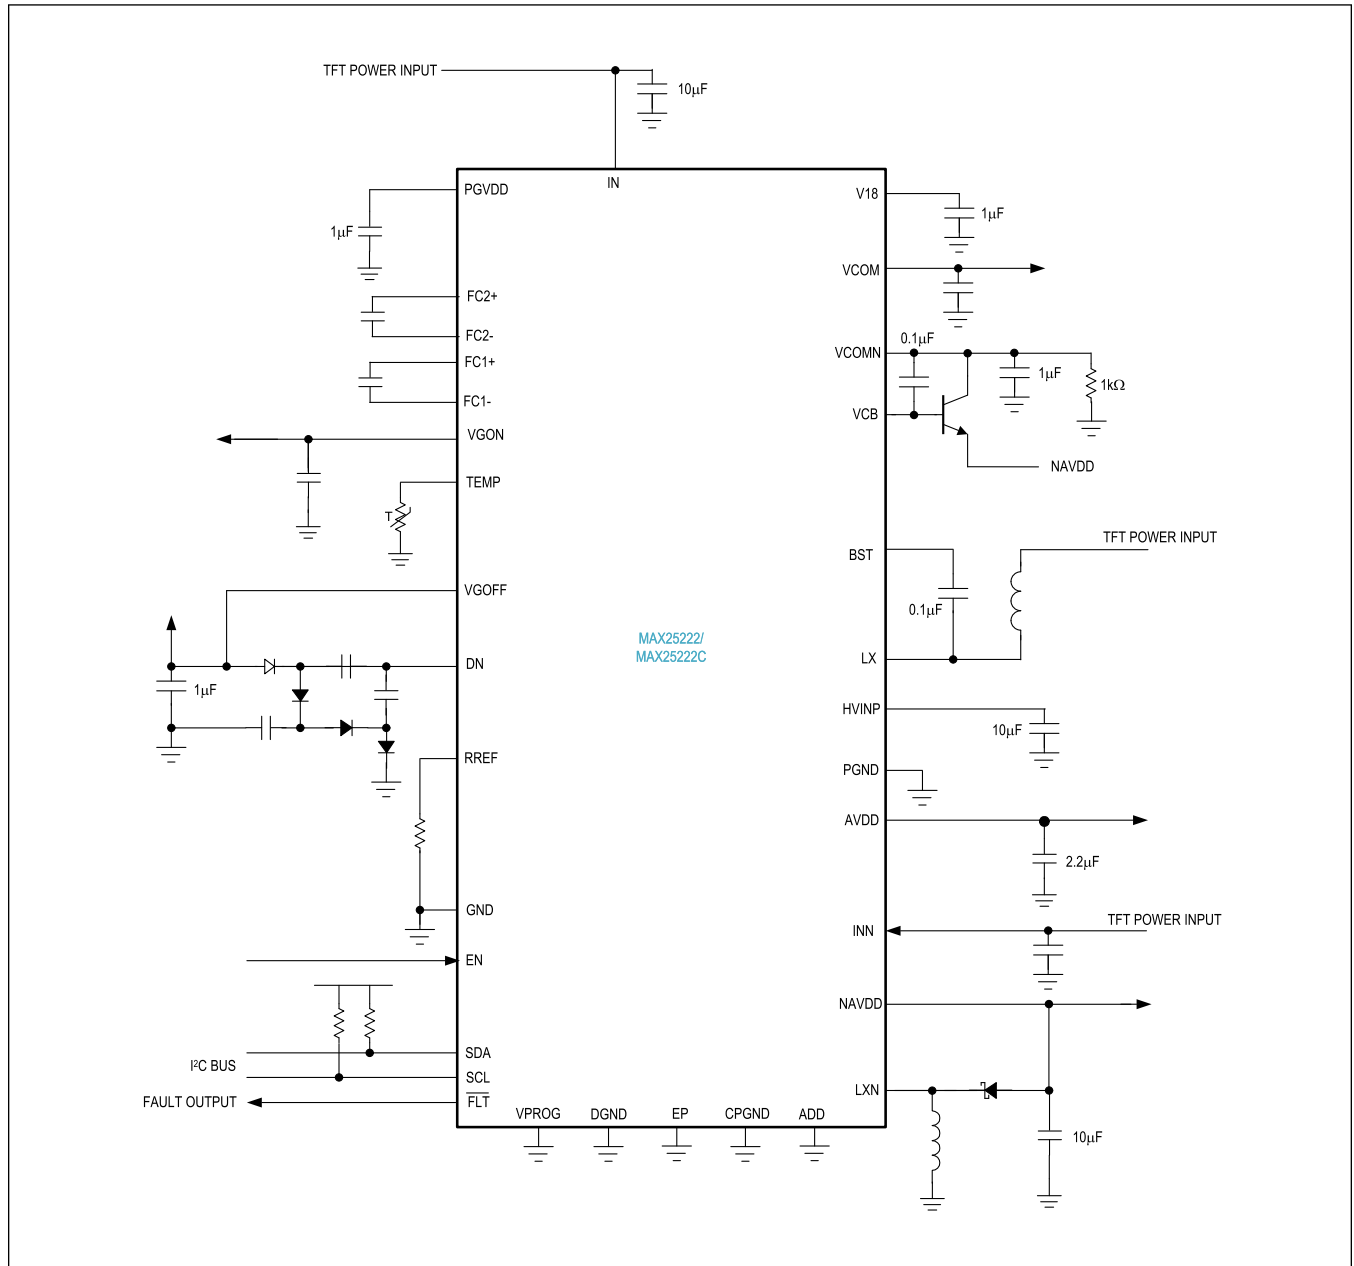 TFT POWER INPUT
10µF
IN
PGVDD
1µF
FC2+
FC2-
FC1+
FC1-
VGON
TEMP
T
VGOFF
DN
1µF
RREF
GND
EN
SDA
I²C BUS
SCL
FAULT OUTPUT
FLT
MAX25222/
MAX25222C
V18
1µF
VCOM
0.1µF
VCOMN
1µF
1kΩ
VCB
NAVDD
TFT POWER INPUT
BST
0.1µF
LX
HVINP
10µF
PGND
AVDD
2.2µF
TFT POWER INPUT
INN
NAVDD
LXN
10µF
VPROG
DGND
EP
CPGND
ADD